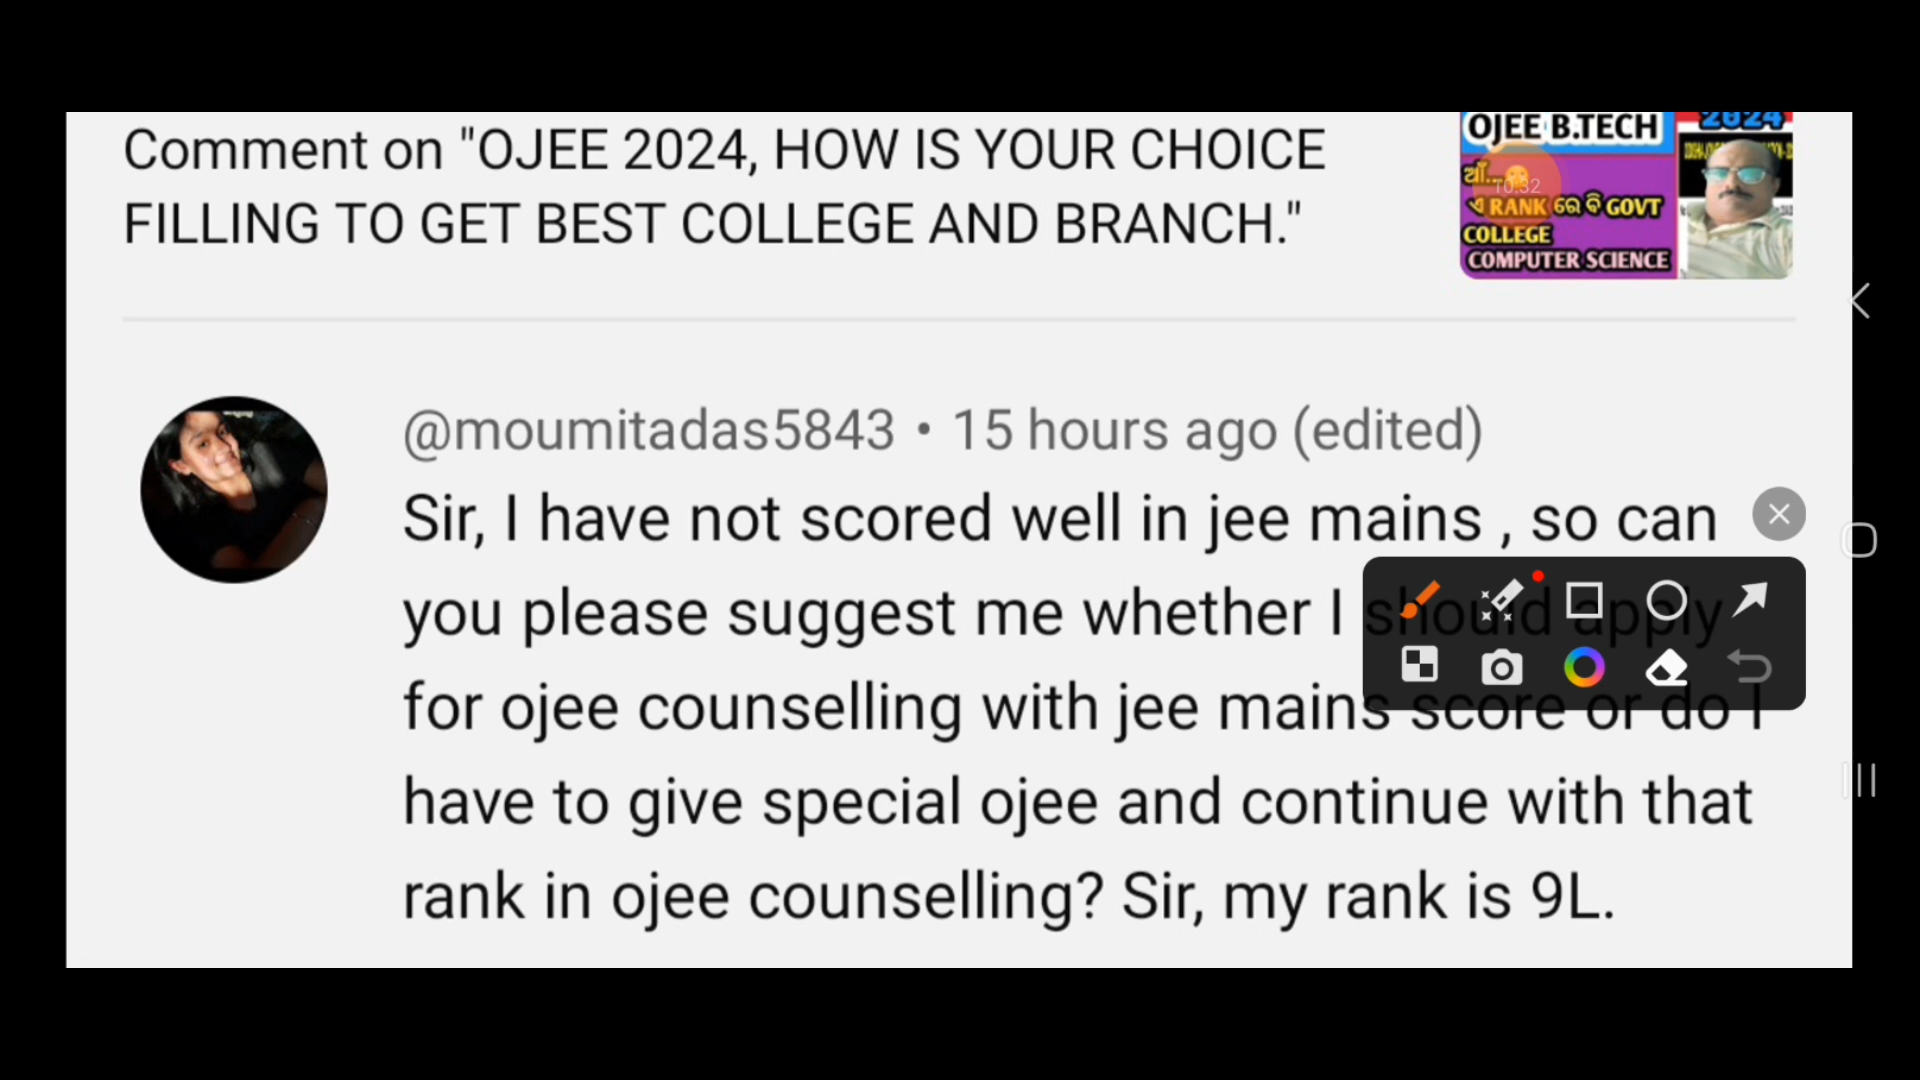 Comment on "OJEE 2024, HOW IS YOUR CHOICE
FILLING TO GET BEST COLLEGE AND BRANCH."
OJEE B.TECH
2024
ଆଁ...
10:32
ଏ RANK ରେ ବି GOVT
COLLEGE
COMPUTER SCIENCE
@moumitadas5843 • 15 hours ago (edited)
Sir, I have not scored well in jee mains , so can
you please suggest me whether I should apply
for ojee counselling with jee mains score or do I
have to give special ojee and continue with that
rank in ojee counselling? Sir, my rank is 9L.